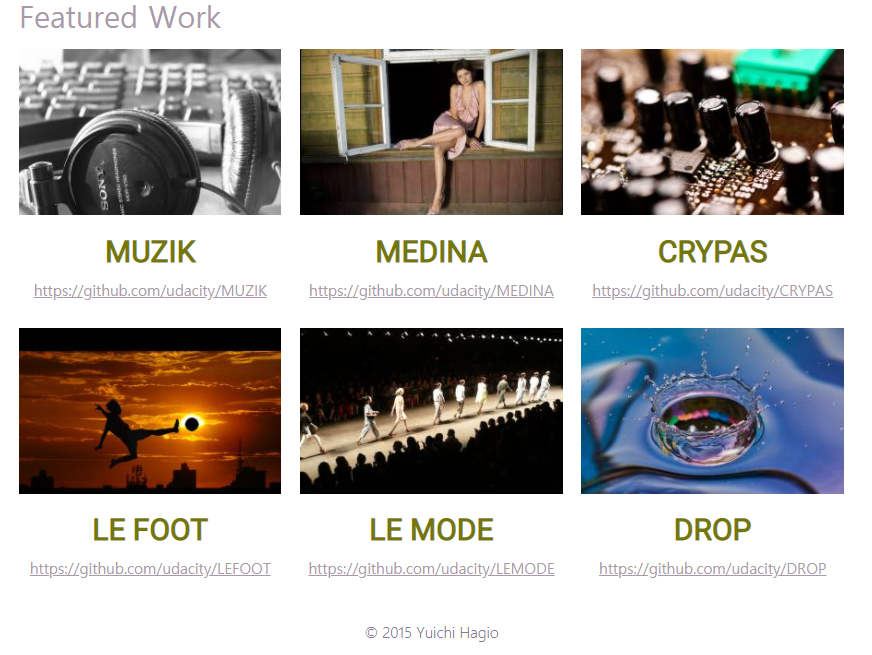 Featured Work
SONY
MUZIK
MEDINA
CRYPAS
https://github.com/udacity/MUZIK
https://github.com/udacity/MEDINA
https://github.com/udacity/CRYPAS
LE FOOT
LE MODE
DROP
https://github.com/udacity/LEFOOT
https://github.com/udacity/LEMODE
https://github.com/udacity/DROP
© 2015 Yuichi Hagio